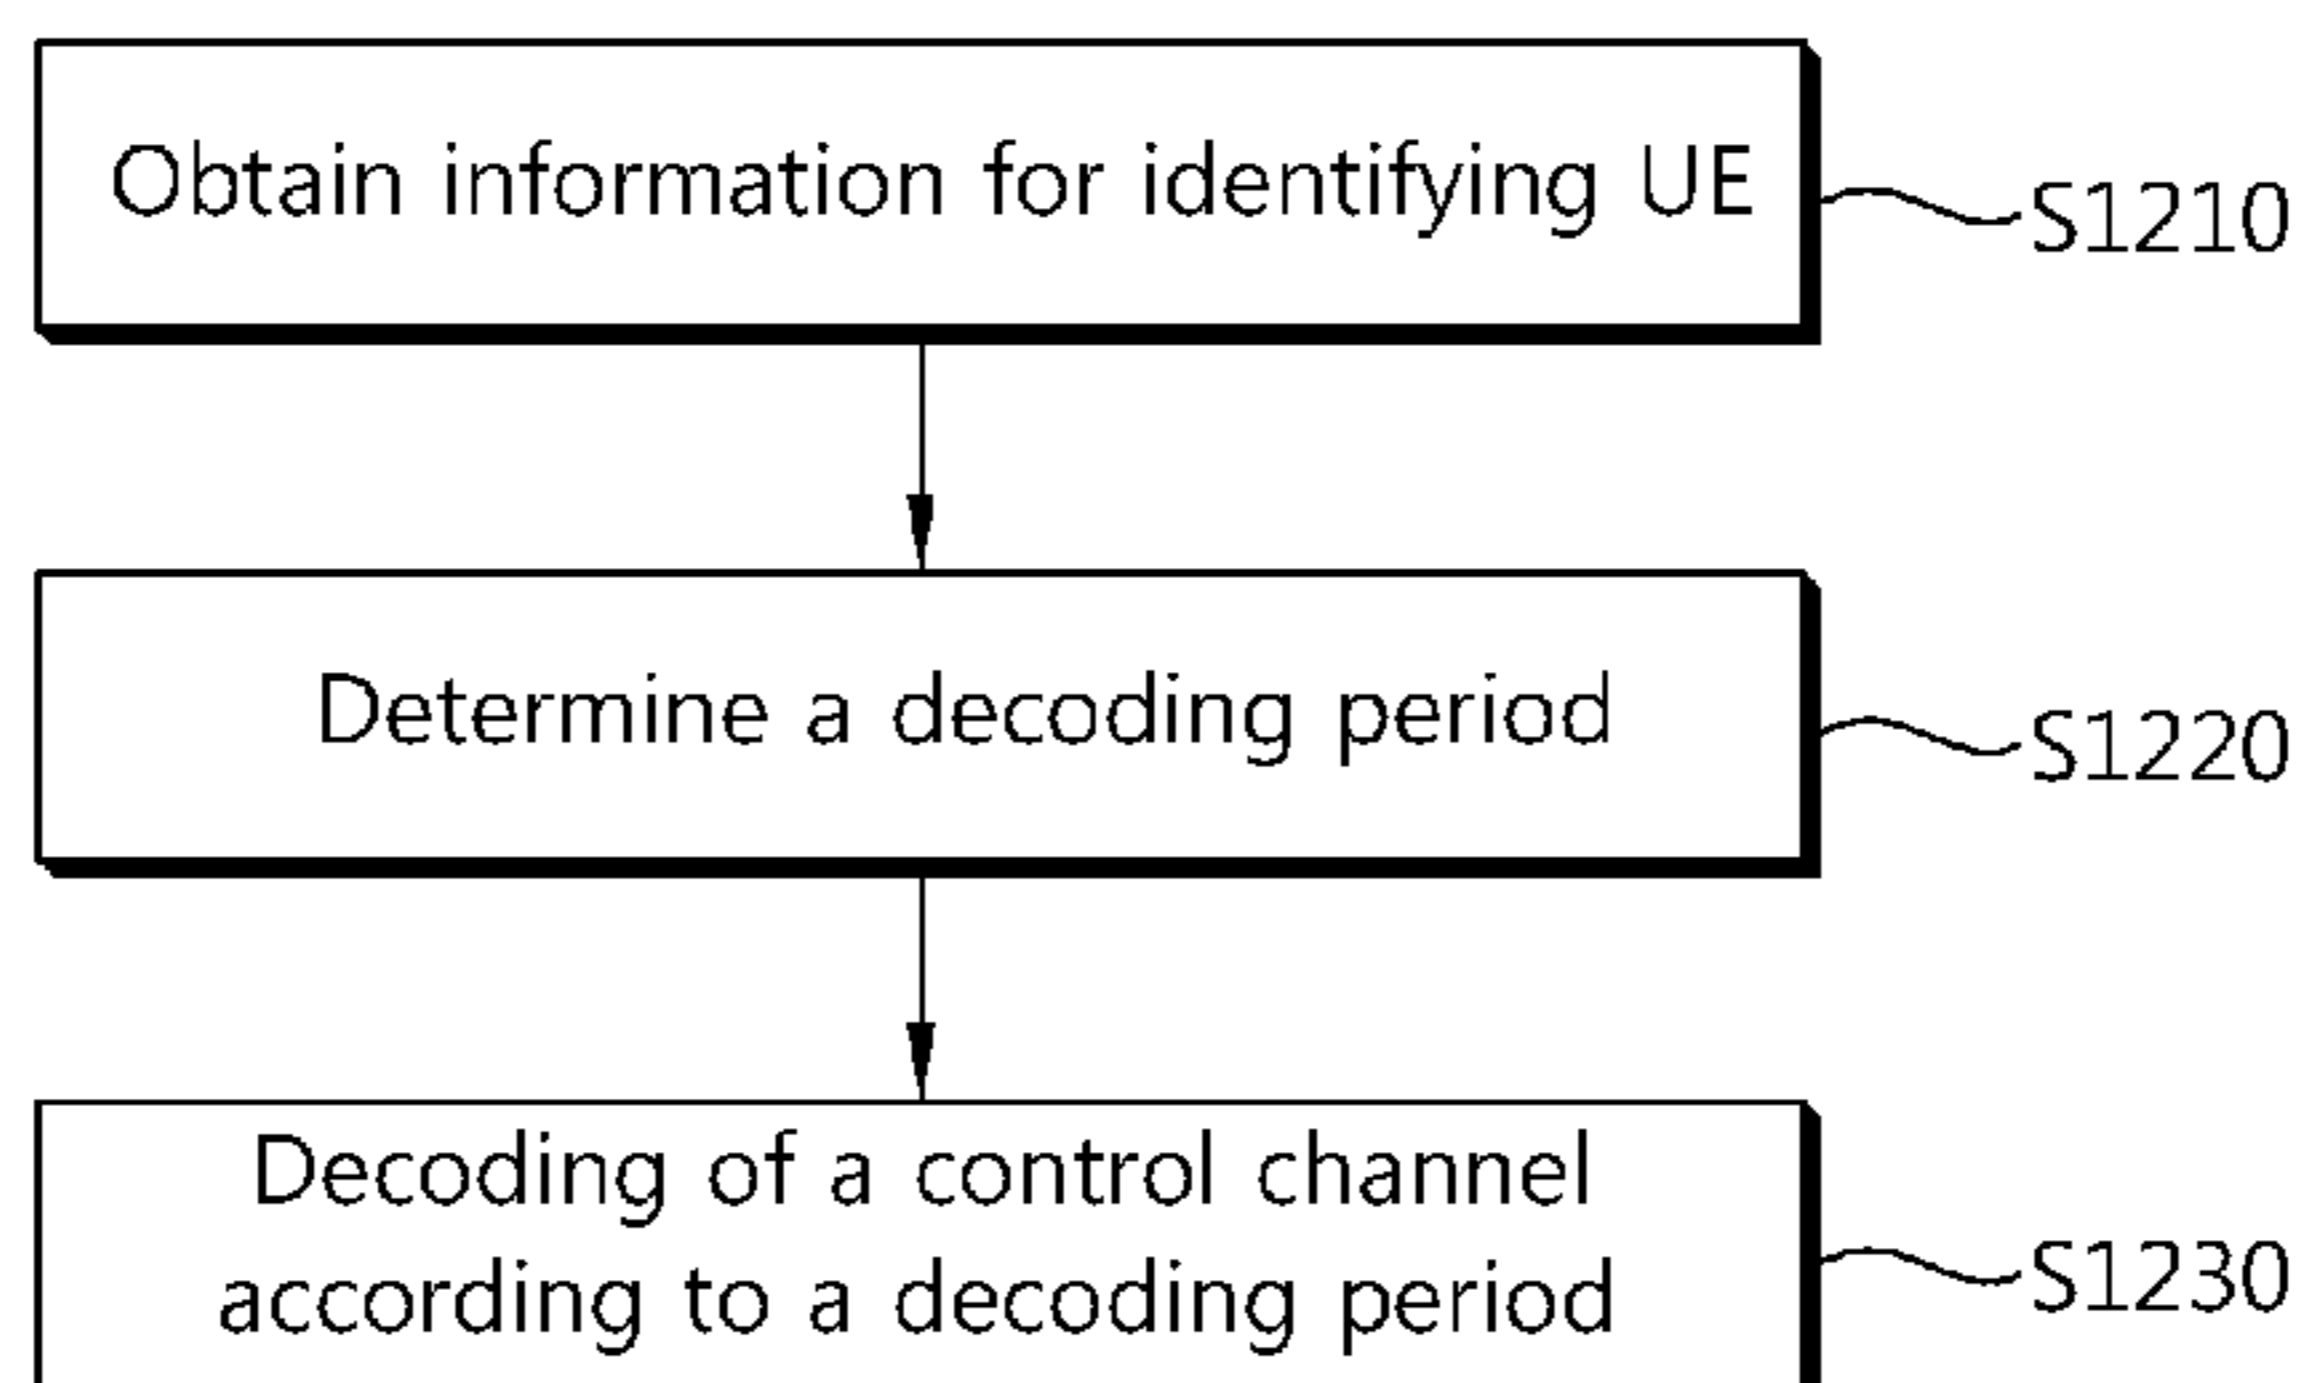 Obtain information for identifying UE
S1210
Determine a decoding period
S1220
Decoding of a control channel
according to a decoding period
S1230